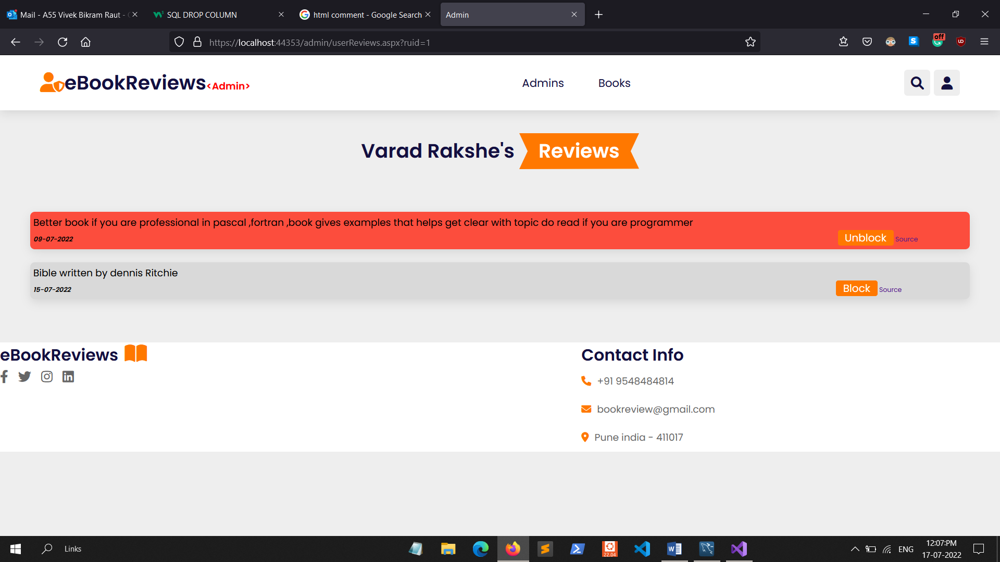 Mail - A55 Vivek Bikram Raut -
SQL DROP COLUMN
html comment - Google Search
Admin
https://localhost:44353/admin/userReviews.aspx?ruid=1
off
eBookReviews<Admin>
Admins
Books
Varad Rakshe's Reviews
Better book if you are professional in pascal ,fortran ,book gives examples that helps get clear with topic do read if you are programmer
09-07-2022
Unblock Source
Bible written by dennis Ritchie
15-07-2022
Block Source
eBookReviews
Contact Info
+91 9548484814
bookreview@gmail.com
Pune india - 411017
Links
22.04
ENG
12:07:PM
17-07-2022